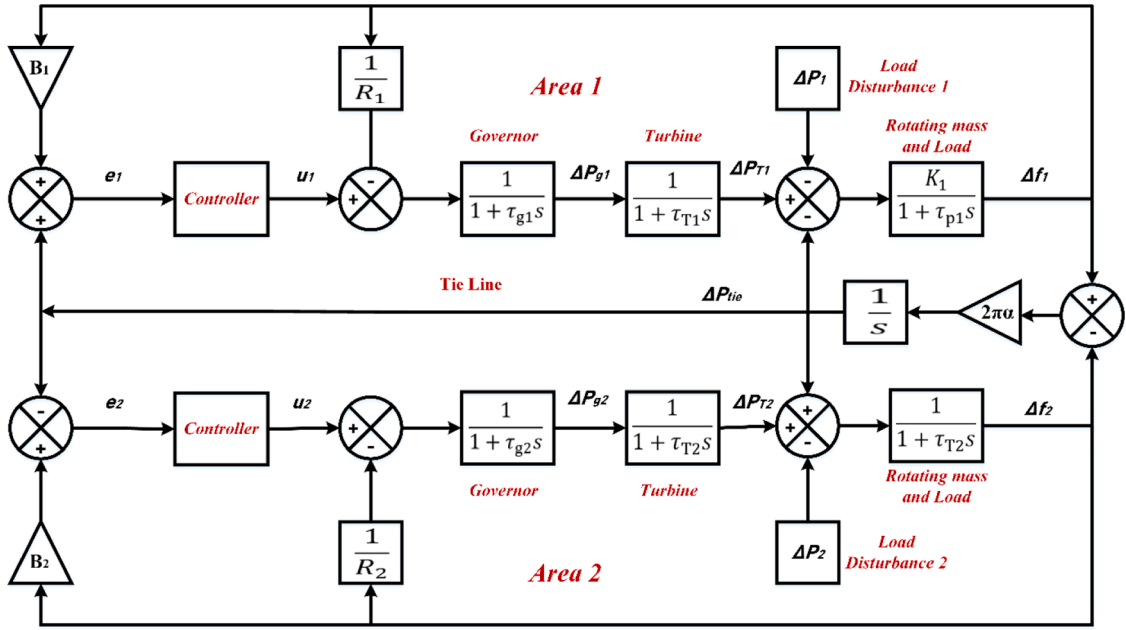 B₁
1
R₁
Area 1
ΔP₁
Load
Disturbance 1
Governor
Turbine
Rotating mass
and Load
+
+
e₁
Controller
u₁
-
+
1
1 + τg1s
ΔPg1
1
1 + τT1s
ΔPT1
-
+
-
K₁
1 + τp1s
Δf₁
Tie Line
ΔPtie
1
s
2πα
+
-
-
+
e₂
Controller
u₂
+
-
1
1 + τg2s
ΔPg2
1
1 + τT2s
ΔPT2
+
+
-
1
1 + τT2s
Δf₂
Governor
Turbine
Rotating mass
and Load
B₂
1
R₂
Area 2
ΔP₂
Load
Disturbance 2